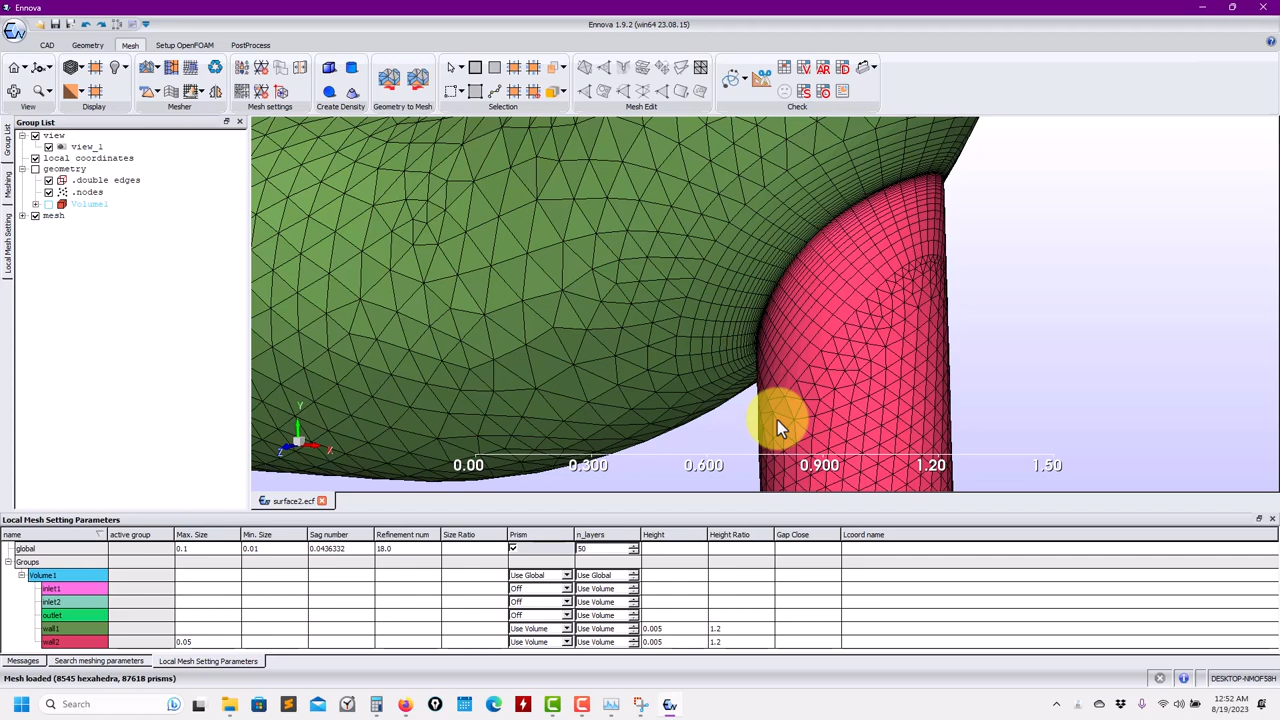 Ennova
Ennova 1.9.2 (win64 23.08.15)
CAD Geometry Mesh Setup OpenFOAM PostProcess
View Display Mesher Mesh settings Create Density Geometry to Mesh Selection Mesh Edit Check
Group List
view
view_1
local coordinates
geometry
.double edges
.nodes
Volume1
mesh
Group List
Meshing
Local Mesh Setting
Y
Z X
0.00 0.300 0.600 0.900 1.20 1.50
surface2.ecf
Local Mesh Setting Parameters
name active group Max. Size Min. Size Sag number Refinement num Size Ratio Prism n_layers Height Height Ratio Gap Close Lcoord name
global 0.1 0.01 0.0436332 18.0 50
Groups
Volume1 Use Global Use Global
inlet1 Off Use Volume
inlet2 Off Use Volume
outlet Off Use Volume
wall1 Use Volume Use Volume 0.005 1.2
wall2 0.05 Use Volume Use Volume 0.005 1.2
Messages Search meshing parameters Local Mesh Setting Parameters
Mesh loaded (8545 hexahedra, 87618 prisms)
DESKTOP-NMOF5BH
Search
12:52 AM
8/19/2023